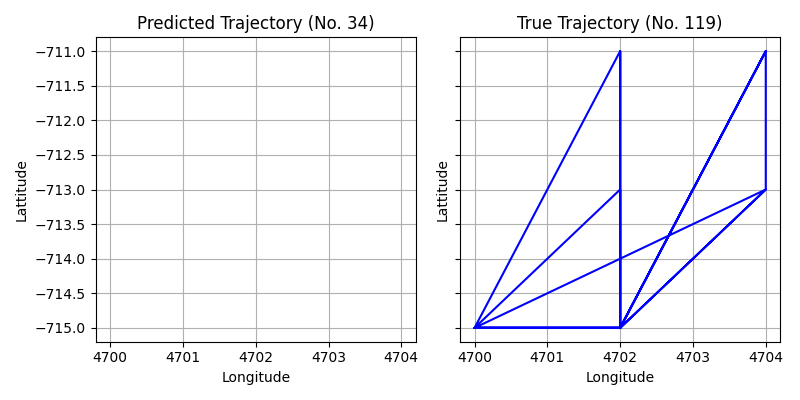 Predicted Trajectory (No. 34)
True Trajectory (No. 119)
−711.0
−711.5
−712.0
−712.5
−713.0
−713.5
−714.0
−714.5
−715.0
Lattitude
Lattitude
4700 4701 4702 4703 4704
4700 4701 4702 4703 4704
Longitude
Longitude